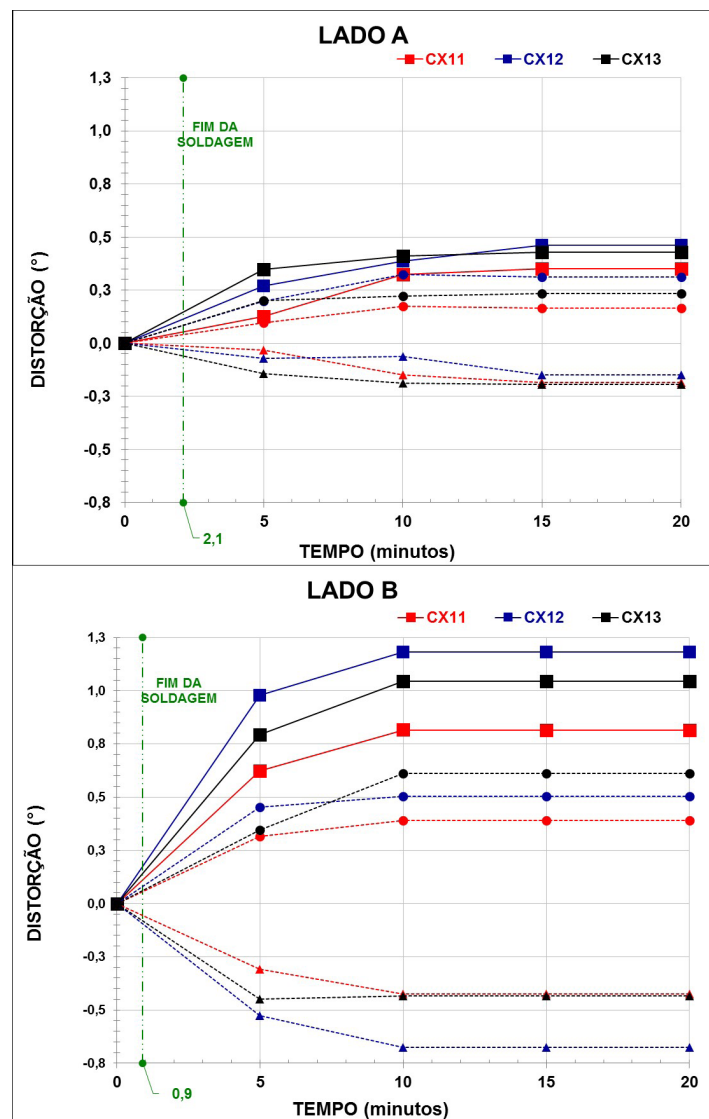 LADO A
CX11 CX12 CX13
1,3
FIM DA
SOLDAGEM
1,0
0,8
0,5
0,3
0,0
-0,3
-0,5
-0,8
DISTORÇÃO (°)
0 5 10 15 20
2,1
TEMPO (minutos)
LADO B
CX11 CX12 CX13
1,3
FIM DA
SOLDAGEM
1,0
0,8
0,5
0,3
0,0
-0,3
-0,5
-0,8
DISTORÇÃO (°)
0 5 10 15 20
0,9
TEMPO (minutos)